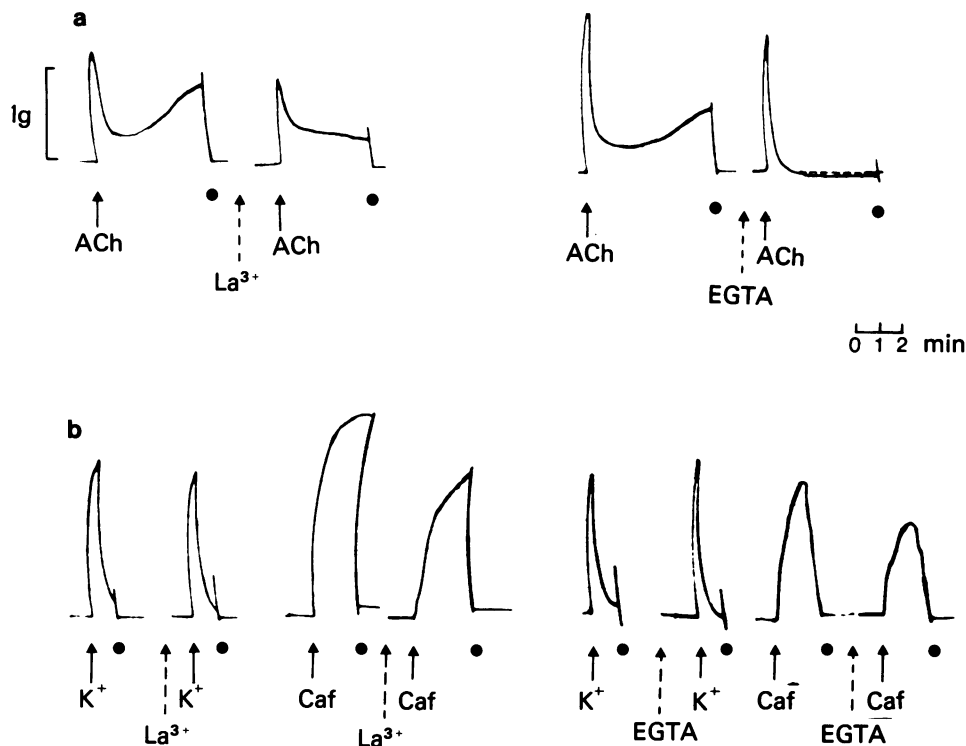 a
1g
ACh ACh
La³⁺
ACh ACh
EGTA
0 1 2 min
b
K⁺ K⁺ Caf Caf K⁺ K⁺ Caf Caf
La³⁺ La³⁺ EGTA EGTA